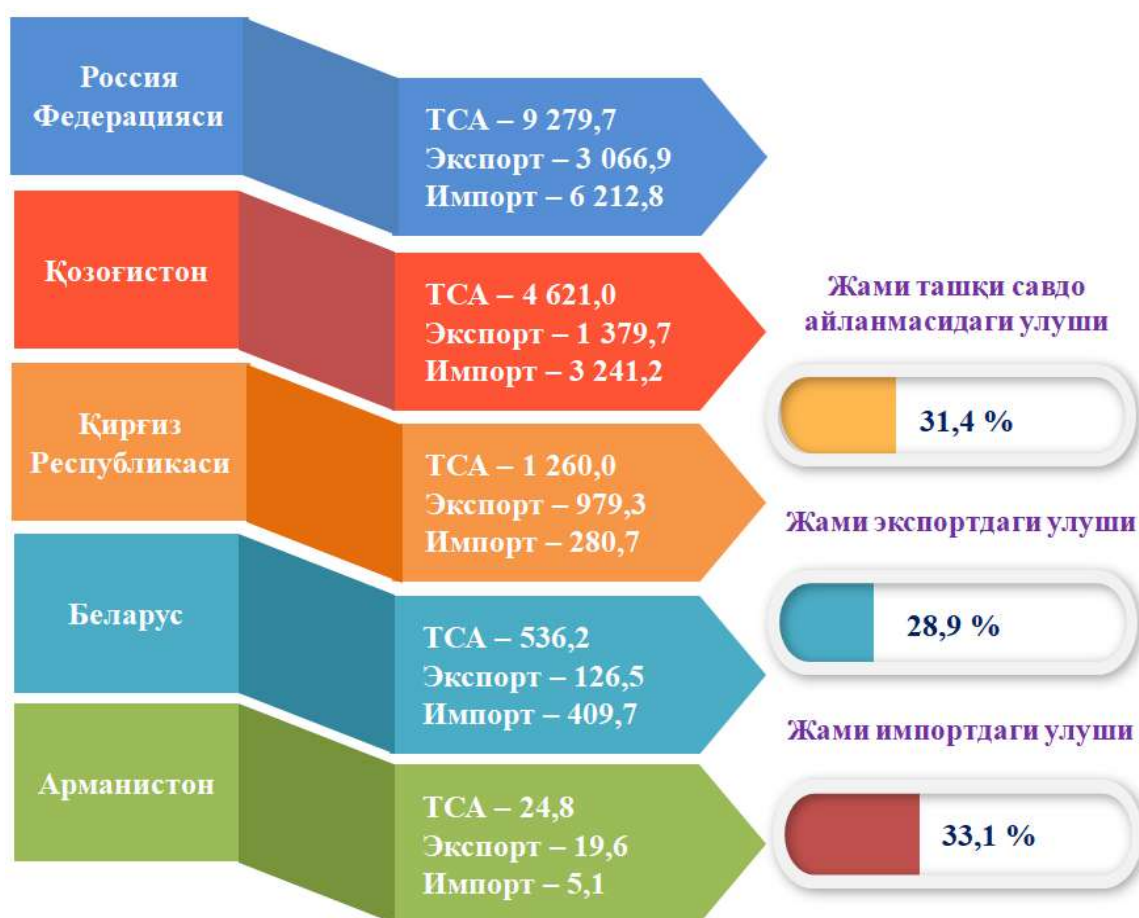 Россия
Федерацияси
ТСА – 9 279,7
Экспорт – 3 066,9
Импорт – 6 212,8
Қозоғистон
ТСА – 4 621,0
Экспорт – 1 379,7
Импорт – 3 241,2
Қирғиз
Республикаси
ТСА – 1 260,0
Экспорт – 979,3
Импорт – 280,7
Беларус
ТСА – 536,2
Экспорт – 126,5
Импорт – 409,7
Арманистон
ТСА – 24,8
Экспорт – 19,6
Импорт – 5,1
Жами ташқи савдо
айланмасидаги улуши
31,4 %
Жами экспортдаги улуши
28,9 %
Жами импортдаги улуши
33,1 %